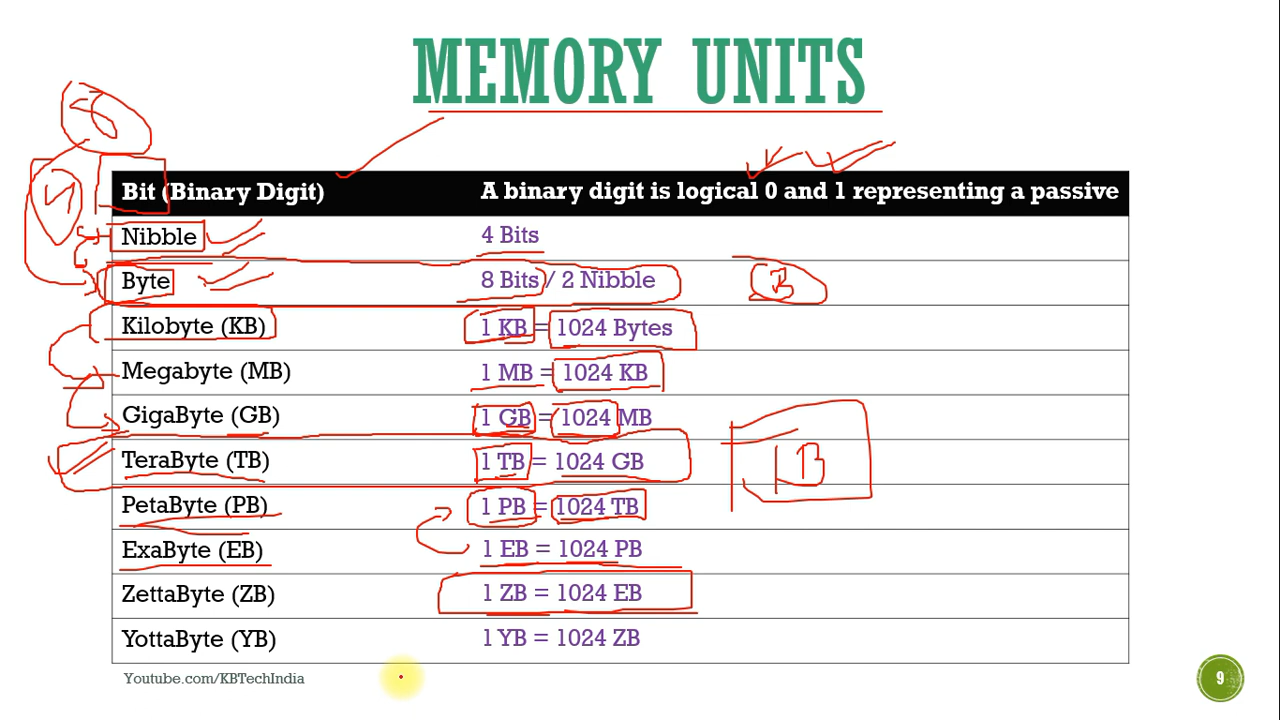 MEMORY UNITS
Bit (Binary Digit) A binary digit is logical 0 and 1 representing a passive
Nibble 4 Bits
Byte 8 Bits / 2 Nibble B
Kilobyte (KB) 1 KB = 1024 Bytes
Megabyte (MB) 1 MB = 1024 KB
GigaByte (GB) 1 GB = 1024 MB
TeraByte (TB) 1 TB = 1024 GB 1B
PetaByte (PB) 1 PB = 1024 TB
ExaByte (EB) 1 EB = 1024 PB
ZettaByte (ZB) 1 ZB = 1024 EB
YottaByte (YB) 1 YB = 1024 ZB
Youtube.com/KBTechIndia 9